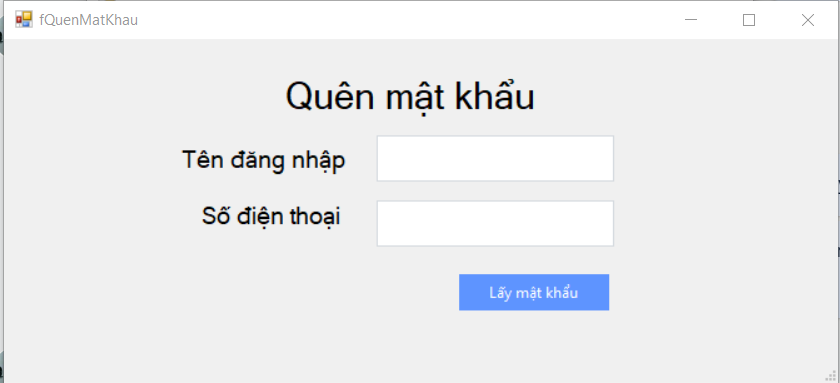 fQuenMatKhau
Quên mật khẩu
Tên đăng nhập
Số điện thoại
Lấy mật khẩu